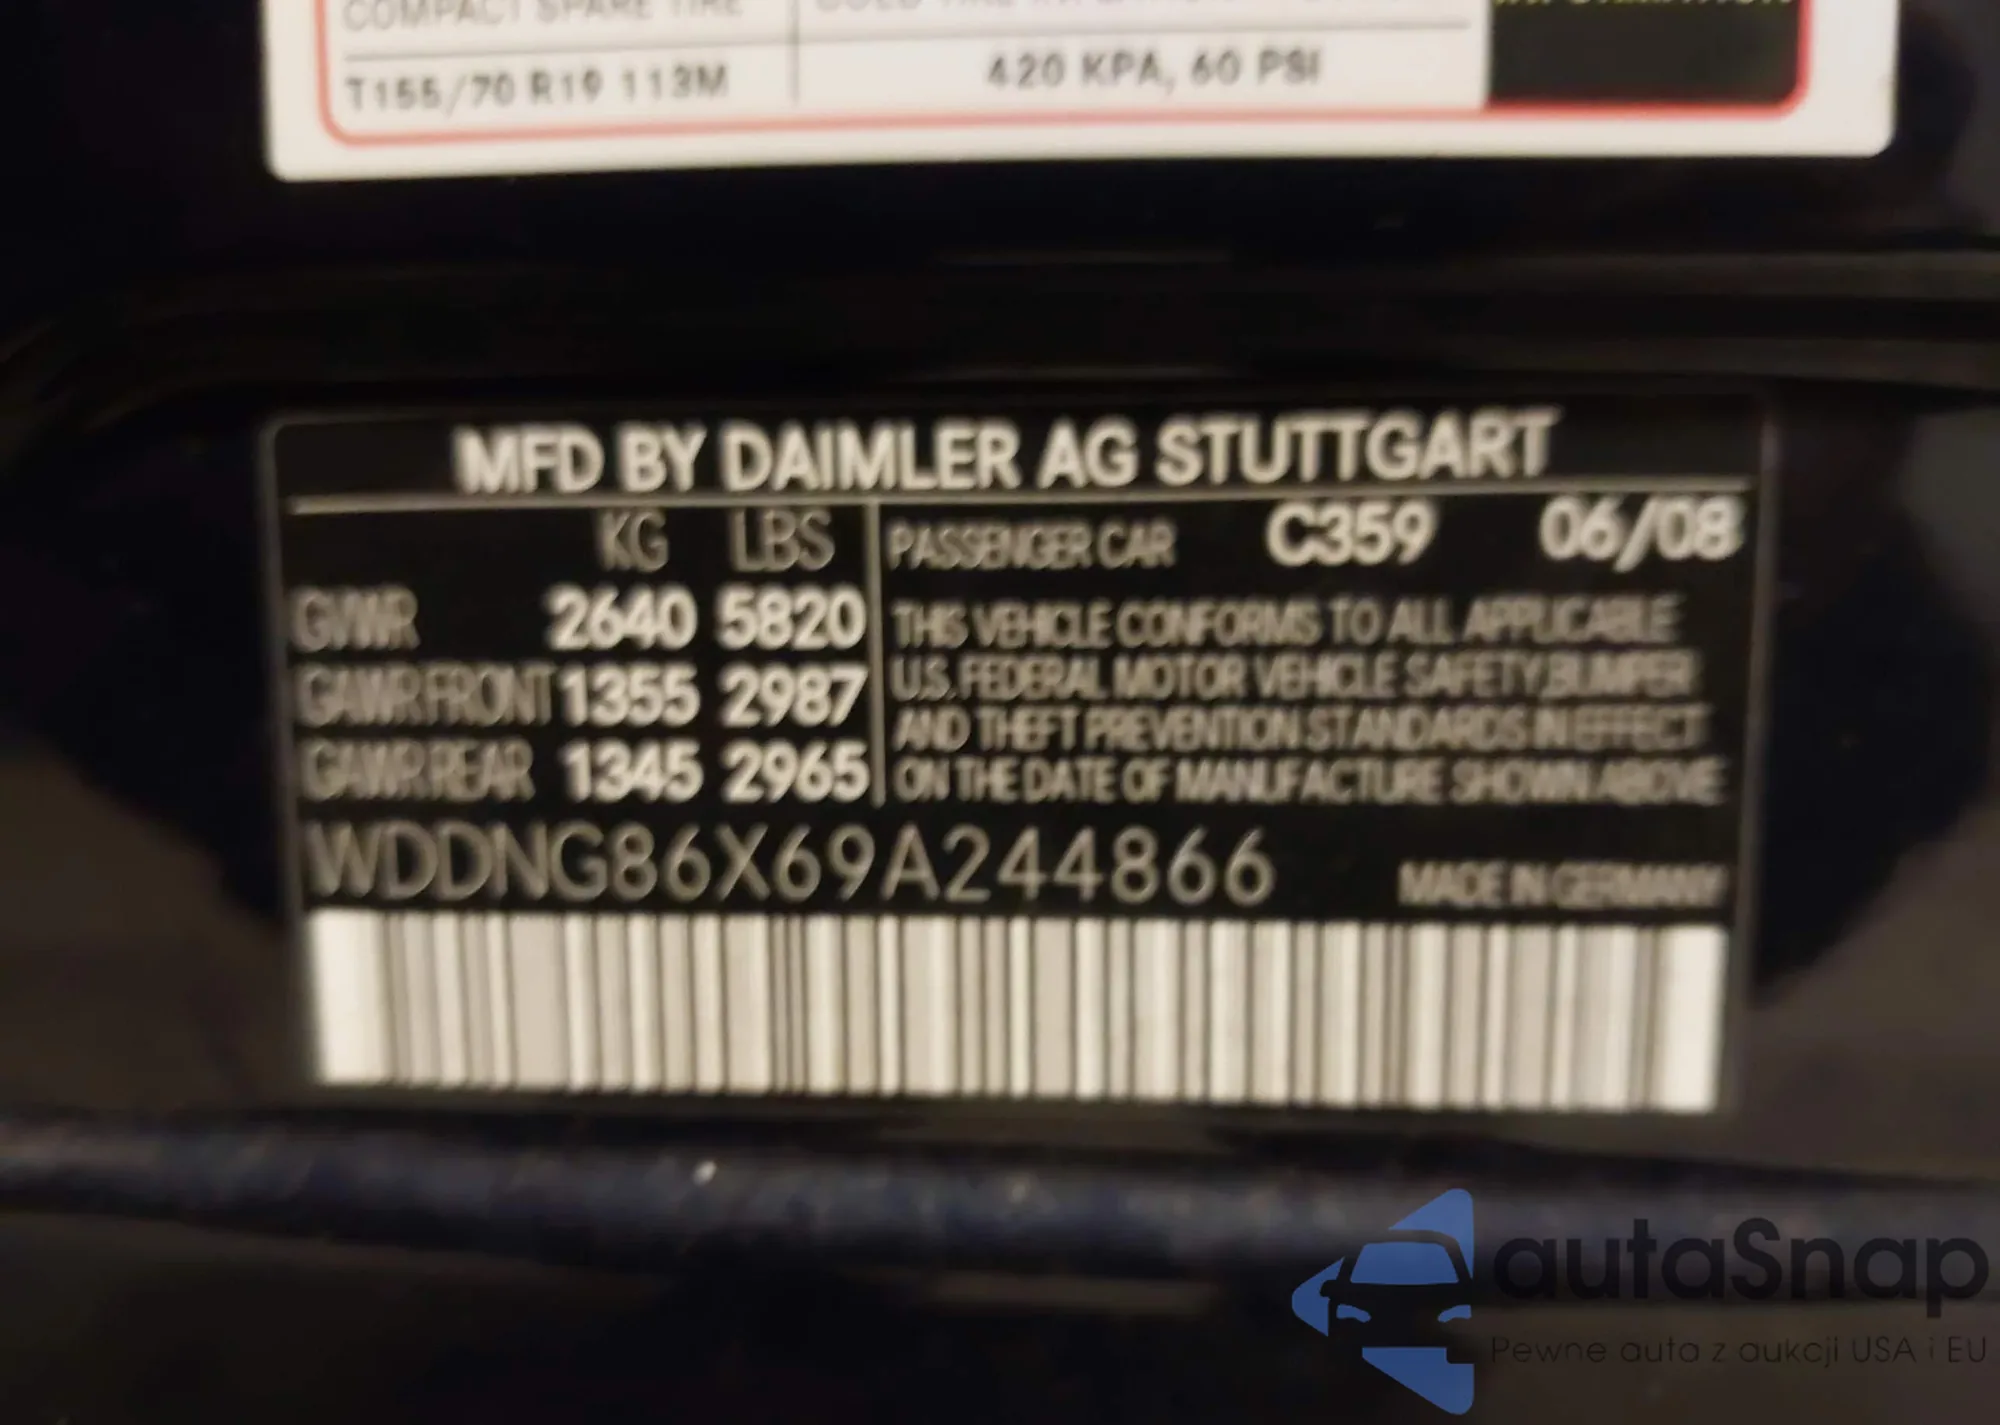 COMPACT SPARE TIRE
T155/70 R19 113M 420 KPA, 60 PSI
MFD BY DAIMLER AG STUTTGART
KG LBS PASSENGER CAR C359 06/08
GVWR 2640 5820
GAWR FRONT 1355 2987
GAWR REAR 1345 2965
THIS VEHICLE CONFORMS TO ALL APPLICABLE
U.S. FEDERAL MOTOR VEHICLE SAFETY, BUMPER
AND THEFT PREVENTION STANDARDS IN EFFECT
ON THE DATE OF MANUFACTURE SHOWN ABOVE
WDDNG86X69A244866 MADE IN GERMANY
autaSnap
Pewne auta z aukcji USA i EU